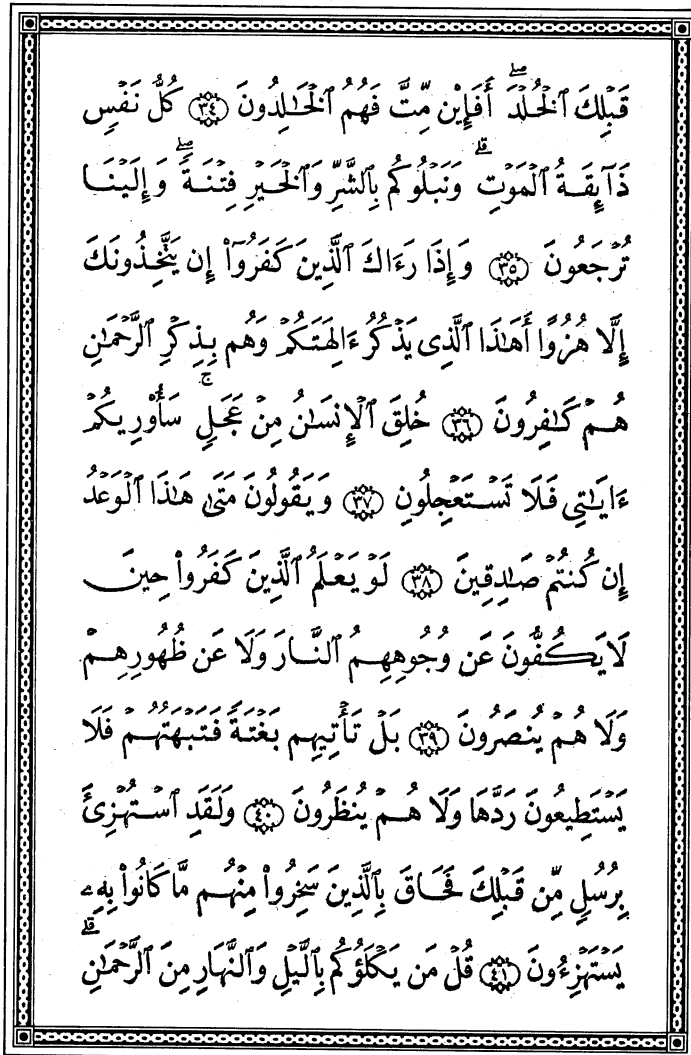 قَبْلِكَ ٱلْخُلْدَۖ أَفَإِيْن مِّتَّ فَهُمُ ٱلْخَٰلِدُونَ ٣٤ كُلُّ نَفْسٍ
ذَآئِقَةُ ٱلْمَوْتِۗ وَنَبْلُوكُم بِٱلشَّرِّ وَٱلْخَيْرِ فِتْنَةًۖ وَإِلَيْنَا
تُرْجَعُونَ ٣٥ وَإِذَا رَءَاكَ ٱلَّذِينَ كَفَرُوٓا۟ إِن يَتَّخِذُونَكَ
إِلَّا هُزُوًا أَهَٰذَا ٱلَّذِى يَذْكُرُ ءَالِهَتَكُمْ وَهُم بِذِكْرِ ٱلرَّحْمَٰنِ
هُمْ كَٰفِرُونَ ٣٦ خُلِقَ ٱلْإِنسَٰنُ مِنْ عَجَلٍۚ سَأُو۟رِيكُمْ
ءَايَٰتِى فَلَا تَسْتَعْجِلُونِ ٣٧ وَيَقُولُونَ مَتَىٰ هَٰذَا ٱلْوَعْدُ
إِن كُنتُمْ صَٰدِقِينَ ٣٨ لَوْ يَعْلَمُ ٱلَّذِينَ كَفَرُوا۟ حِينَ
لَا يَكُفُّونَ عَن وُجُوهِهِمُ ٱلنَّارَ وَلَا عَن ظُهُورِهِمْ
وَلَا هُمْ يُنصَرُونَ ٣٩ بَلْ تَأْتِيهِم بَغْتَةً فَتَبْهَتُهُمْ فَلَا
يَسْتَطِيعُونَ رَدَّهَا وَلَا هُمْ يُنظَرُونَ ٤٠ وَلَقَدِ ٱسْتُهْزِئَ
بِرُسُلٍ مِّن قَبْلِكَ فَحَاقَ بِٱلَّذِينَ سَخِرُوا۟ مِنْهُم مَّا كَانُوا۟ بِهِۦ
يَسْتَهْزِءُونَ ٤١ قُلْ مَن يَكْلَؤُكُم بِٱلَّيْلِ وَٱلنَّهَارِ مِنَ ٱلرَّحْمَٰنِۗ